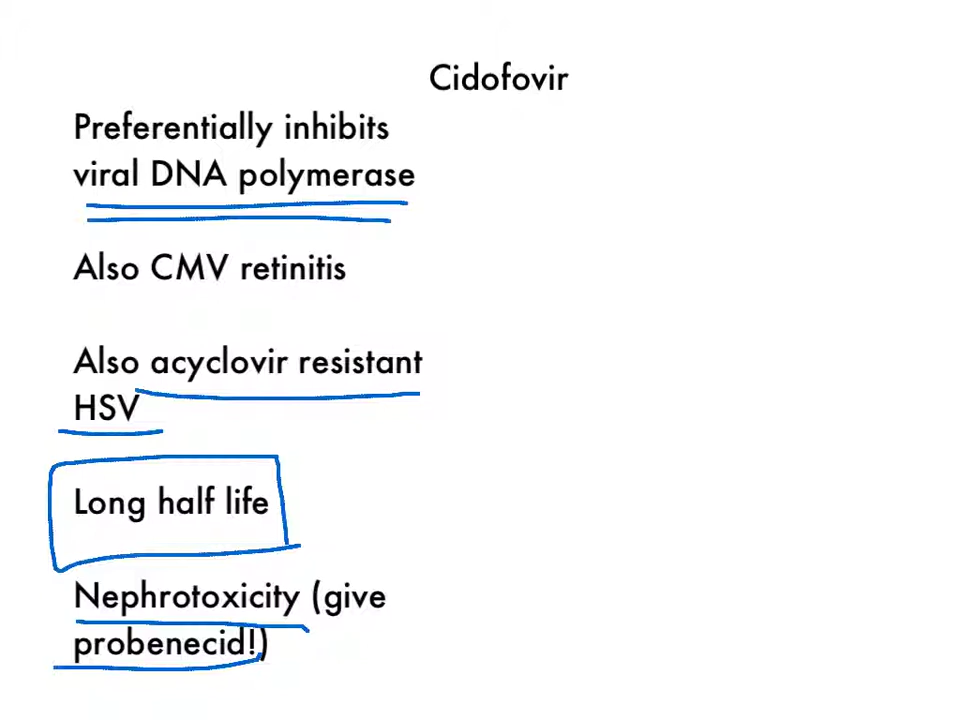 Cidofovir
Preferentially inhibits
viral DNA polymerase
Also CMV retinitis
Also acyclovir resistant
HSV
Long half life
Nephrotoxicity (give
probenecid!)